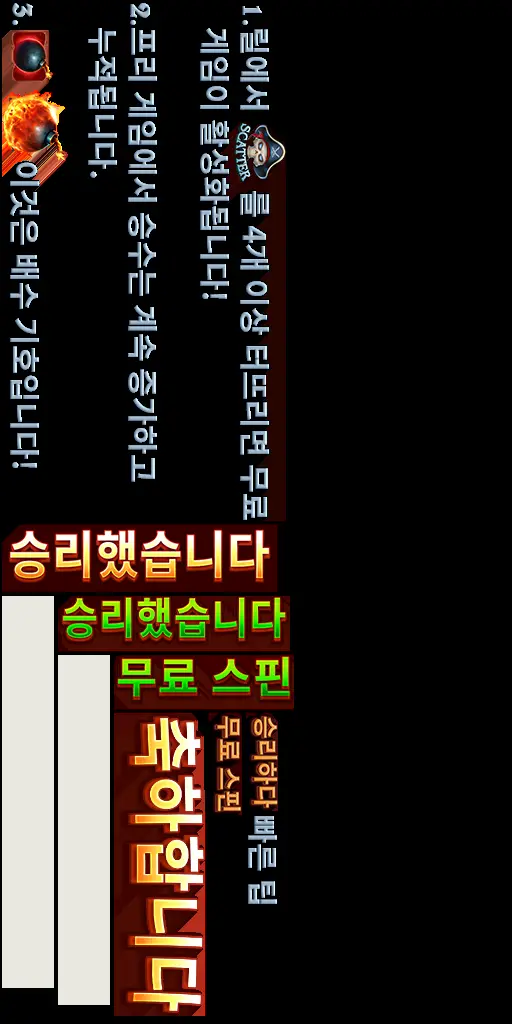 1. 릴에서 SCATTER 를 4개 이상 터뜨리면 무료
게임이 활성화됩니다!
2. 프리 게임에서 승수는 계속 증가하고
누적됩니다.
3. 이것은 배수 기호입니다!
승리했습니다
승리했습니다
무료 스핀
축하합니다
무료 스핀
승리하다
빠른 팁